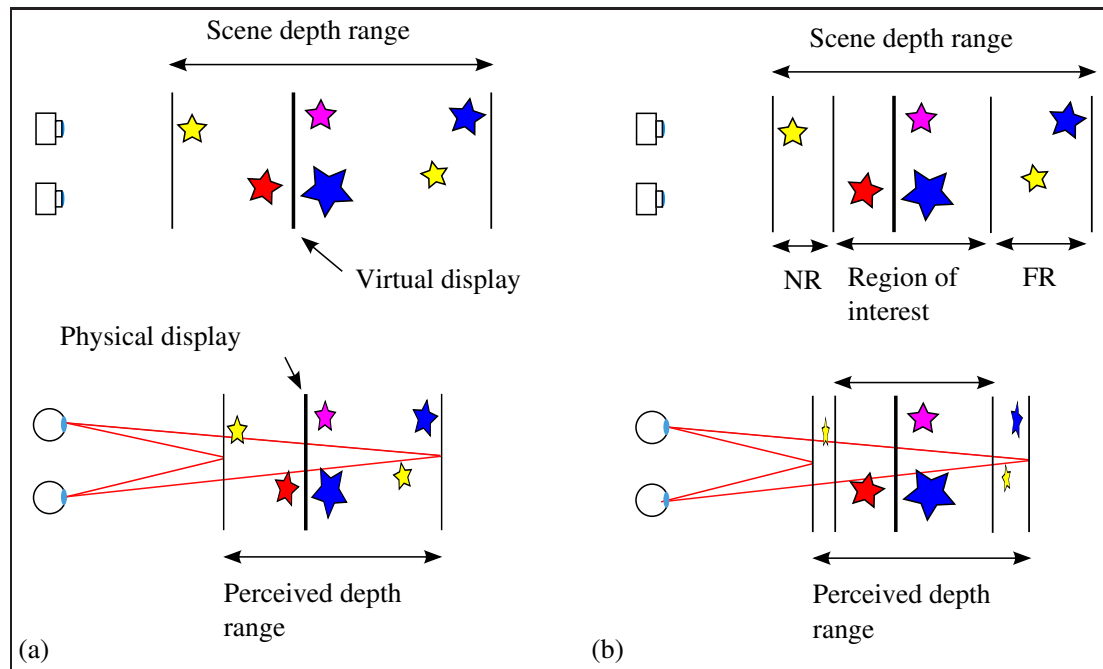 Scene depth range
Virtual display
Physical display
Perceived depth
range
(a)
Scene depth range
NR
Region of
interest
FR
Perceived depth
range
(b)